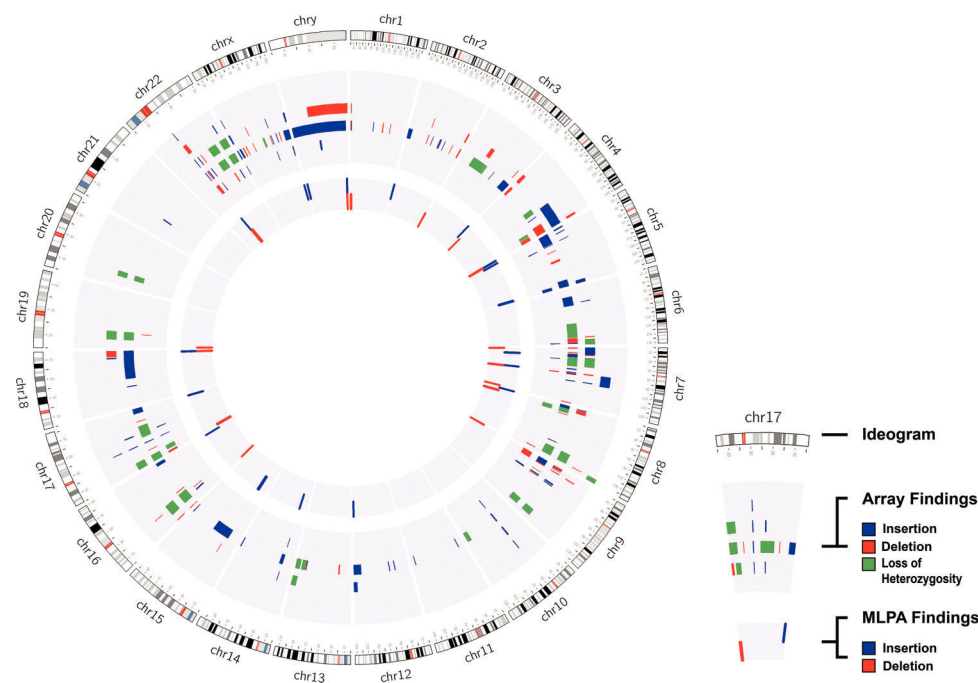 chr1
chr2
chr3
chr4
chr5
chr6
chr7
chr8
chr9
chr10
chr11
chr12
chr13
chr14
chr15
chr16
chr17
chr18
chr19
chr20
chr21
chr22
chrx
chry
chr17
Ideogram
Array Findings
Insertion
Deletion
Loss of
Heterozygosity
MLPA Findings
Insertion
Deletion